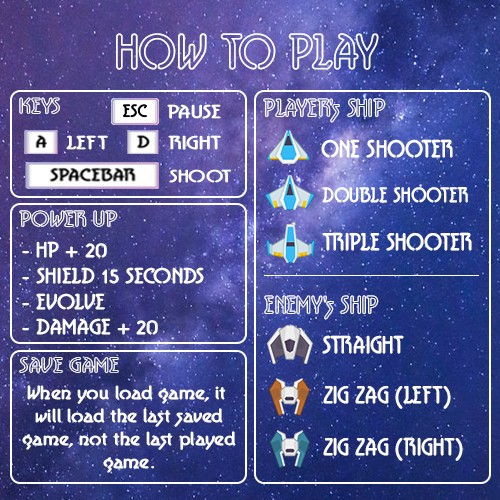 HOW TO PLAY
KEYS
ESC PAUSE
A LEFT D RIGHT
SPACEBAR SHOOT
POWER UP
- HP + 20
- SHIELD 15 SECONDS
- EVOLVE
- DAMAGE + 20
SAVE GAME
When you load game, it
will load the last saved
game, not the last played
game.
PLAYER's SHIP
ONE SHOOTER
DOUBLE SHOOTER
TRIPLE SHOOTER
ENEMY's SHIP
STRAIGHT
ZIG ZAG (LEFT)
ZIG ZAG (RIGHT)